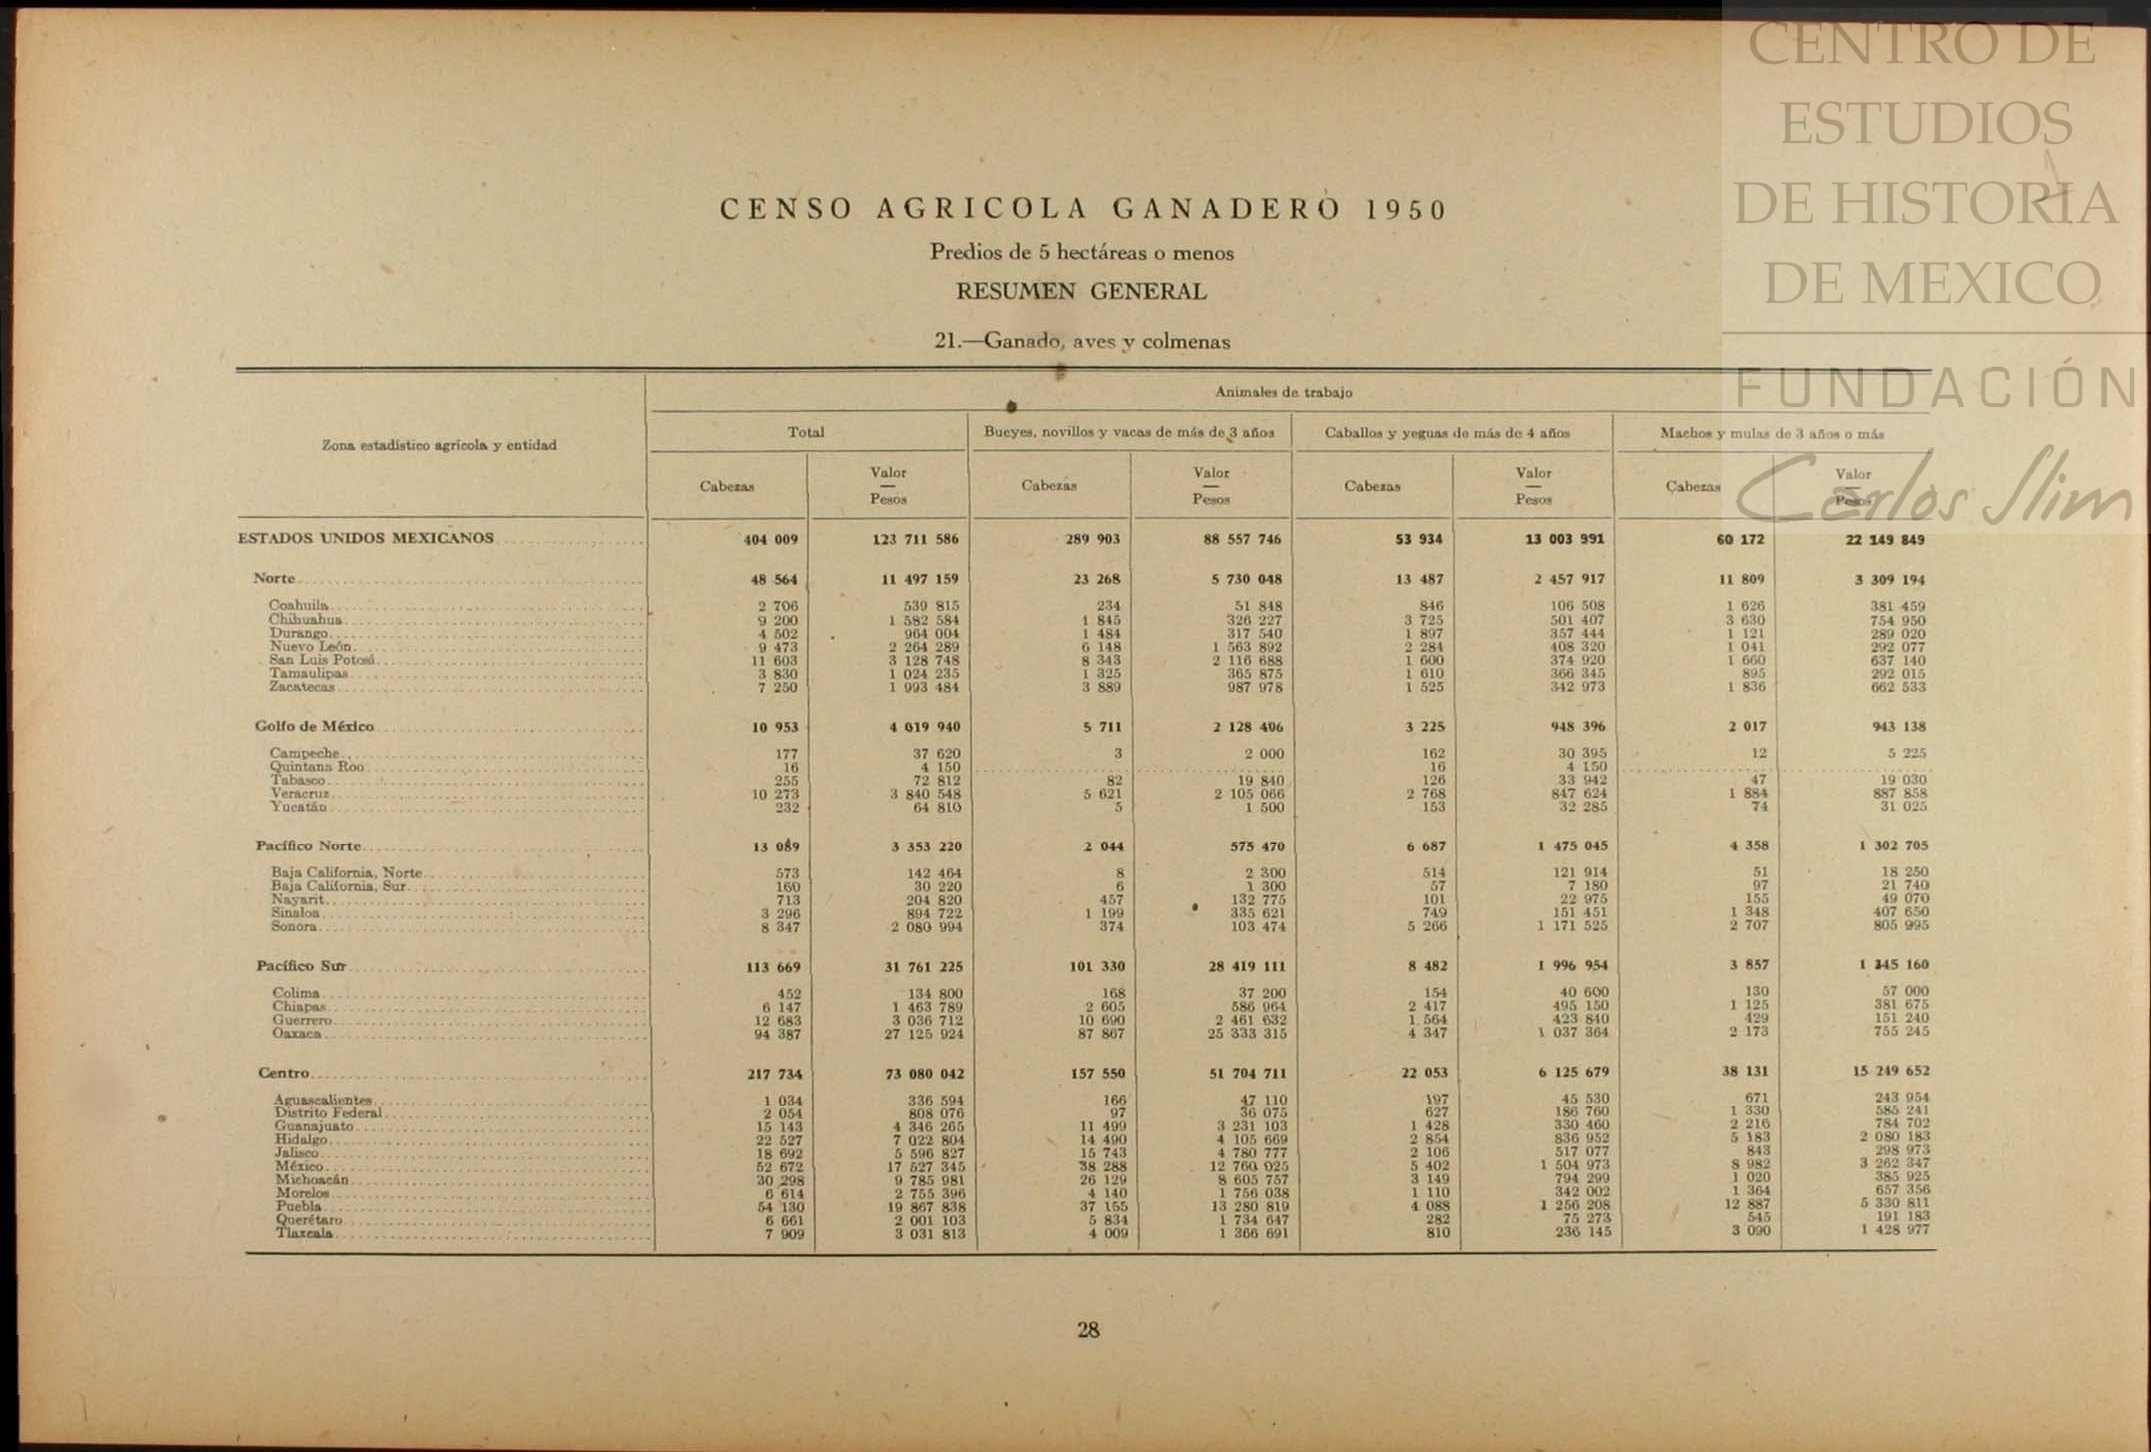 CENTRO DE
ESTUDIOS
DE HISTORIA
DE MEXICO
FUNDACIÓN
Carlos Slim
CENSO AGRICOLA GANADERO 1950
Predios de 5 hectáreas o menos
RESUMEN GENERAL
21.—Ganado, aves y colmenas
Animales de trabajo
Zona estadístico agrícola y entidad
Total Bueyes, novillos y vacas de más de 3 años Caballos y yeguas de más de 4 años Machos y mulas de 3 años o más
Cabezas Valor — Pesos Cabezas Valor — Pesos Cabezas Valor — Pesos Cabezas Valor — Pesos
ESTADOS UNIDOS MEXICANOS 404 009 123 711 586 289 903 88 557 746 53 934 13 003 991 60 172 22 149 849
Norte 48 564 11 497 159 23 268 5 730 048 13 487 2 457 917 11 809 3 309 194
Coahuila 2 706 539 815 234 51 848 846 106 508 1 626 381 459
Chihuahua 9 200 1 582 584 1 845 326 227 3 725 501 407 3 630 754 950
Durango 4 502 964 004 1 484 317 540 1 897 357 444 1 121 289 020
Nuevo León 9 473 2 264 289 6 148 1 563 892 2 284 408 320 1 041 292 077
San Luis Potosí 11 603 3 128 748 8 343 2 116 688 1 600 374 920 1 660 637 140
Tamaulipas 3 830 1 024 235 1 325 365 875 1 610 366 345 895 292 015
Zacatecas 7 250 1 993 484 3 889 987 978 1 525 342 973 1 836 662 533
Golfo de México 10 953 4 019 940 5 711 2 128 406 3 225 948 396 2 017 943 138
Campeche 177 37 620 3 2 000 162 30 395 12 5 225
Quintana Roo 16 4 150 16 4 150
Tabasco 255 72 812 82 19 840 126 33 942 47 19 030
Veracruz 10 273 3 840 548 5 621 2 105 066 2 768 847 624 1 884 887 858
Yucatán 232 64 810 5 1 500 153 32 285 74 31 025
Pacífico Norte 13 089 3 353 220 2 044 575 470 6 687 1 475 045 4 358 1 302 705
Baja California, Norte 573 142 464 8 2 300 514 121 914 51 18 250
Baja California, Sur 160 30 220 6 1 300 57 7 180 97 21 740
Nayarit 713 204 820 457 132 775 101 22 975 155 49 070
Sinaloa 3 296 894 722 1 199 335 621 749 151 451 1 348 407 650
Sonora 8 347 2 080 994 374 103 474 5 266 1 171 525 2 707 805 995
Pacífico Sur 113 669 31 761 225 101 330 28 419 111 8 482 1 996 954 3 857 1 345 160
Colima 452 134 800 168 37 200 154 40 600 130 57 000
Chiapas 6 147 1 463 789 2 605 586 964 2 417 495 150 1 125 381 675
Guerrero 12 683 3 036 712 10 690 2 461 632 1 564 423 840 429 151 240
Oaxaca 94 387 27 125 924 87 867 25 333 315 4 347 1 037 364 2 173 755 245
Centro 217 734 73 080 042 157 550 51 704 711 22 053 6 125 679 38 131 15 249 652
Aguascalientes 1 034 336 594 166 47 110 197 45 530 671 243 954
Distrito Federal 2 054 808 076 97 36 075 627 186 760 1 330 585 241
Guanajuato 15 143 4 346 265 11 499 3 231 103 1 428 330 460 2 216 784 702
Hidalgo 22 527 7 022 804 14 490 4 105 669 2 854 836 952 5 183 2 080 183
Jalisco 18 692 5 596 827 15 743 4 780 777 2 106 517 077 843 298 973
México 52 672 17 527 345 38 288 12 760 025 5 402 1 504 973 8 982 3 262 347
Michoacán 30 298 9 785 981 26 129 8 605 757 3 149 794 299 1 020 385 925
Morelos 6 614 2 755 396 4 140 1 756 038 1 110 342 002 1 364 657 356
Puebla 54 130 19 867 838 37 155 13 280 819 4 088 1 256 208 12 887 5 330 811
Querétaro 6 661 2 001 103 5 834 1 734 647 282 75 273 545 191 183
Tlaxcala 7 909 3 031 813 4 009 1 366 691 810 236 145 3 090 1 428 977
28